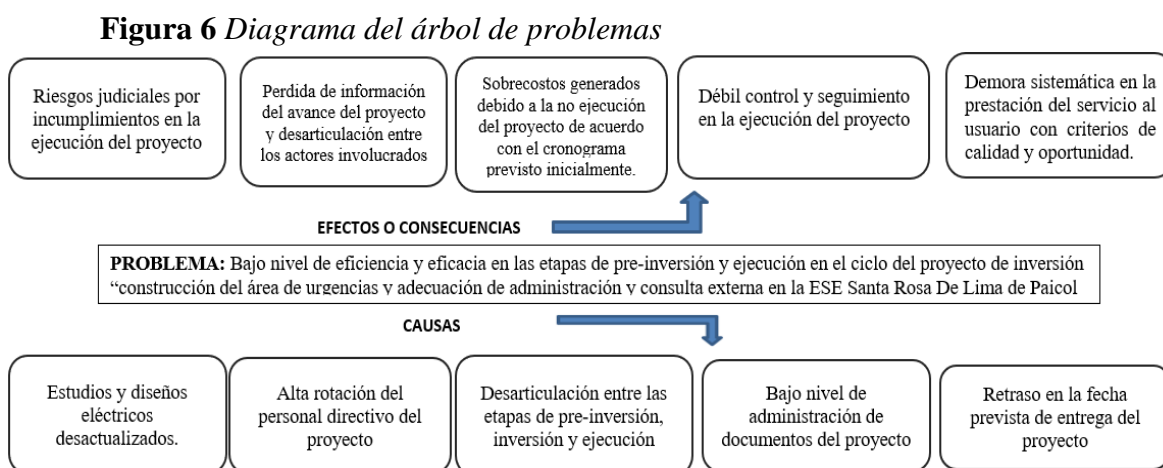 Figura 6 Diagrama del árbol de problemas
Riesgos judiciales por
incumplimientos en la
ejecución del proyecto
Perdida de información
del avance del proyecto
y desarticulación entre
los actores involucrados
Sobrecostos generados
debido a la no ejecución
del proyecto de acuerdo
con el cronograma
previsto inicialmente.
Débil control y seguimiento
en la ejecución del proyecto
Demora sistemática en la
prestación del servicio al
usuario con criterios de
calidad y oportunidad.
EFECTOS O CONSECUENCIAS
PROBLEMA: Bajo nivel de eficiencia y eficacia en las etapas de pre-inversión y ejecución en el ciclo del proyecto de inversión
“construcción del área de urgencias y adecuación de administración y consulta externa en la ESE Santa Rosa De Lima de Paicol
CAUSAS
Estudios y diseños
eléctricos
desactualizados.
Alta rotación del
personal directivo del
proyecto
Desarticulación entre las
etapas de pre-inversión,
inversión y ejecución
Bajo nivel de
administración de
documentos del proyecto
Retraso en la fecha
prevista de entrega del
proyecto